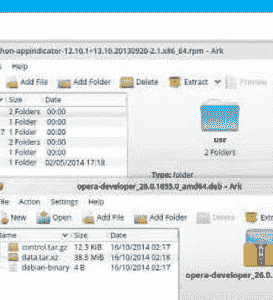 hon-appindicator-12.10.1+13.10.20130920-2.1.x86_64.rpm - Ark
s Help
Add File Add Folder Delete Extract Preview
Size Date
2 Folders 00:00
1 Folder 00:00
7 1 Folder 00:00
2 Folders 00:00
1 Folder 00:00
1 Folder 02/05/2014 17:18
usr
2 Folders
Type: folder
opera-developer_26.0.1655.0_amd64.deb - Ark
File Action Settings Help
New Open Add File Add Folder Delete Extr
Name Size Date
control.tar.gz 12.3 KiB 16/10/2014 02:17
data.tar.xz 38.5 MiB 16/10/2014 02:18
debian-binary 4 B 16/10/2014 02:17
opera-developer_26.0.